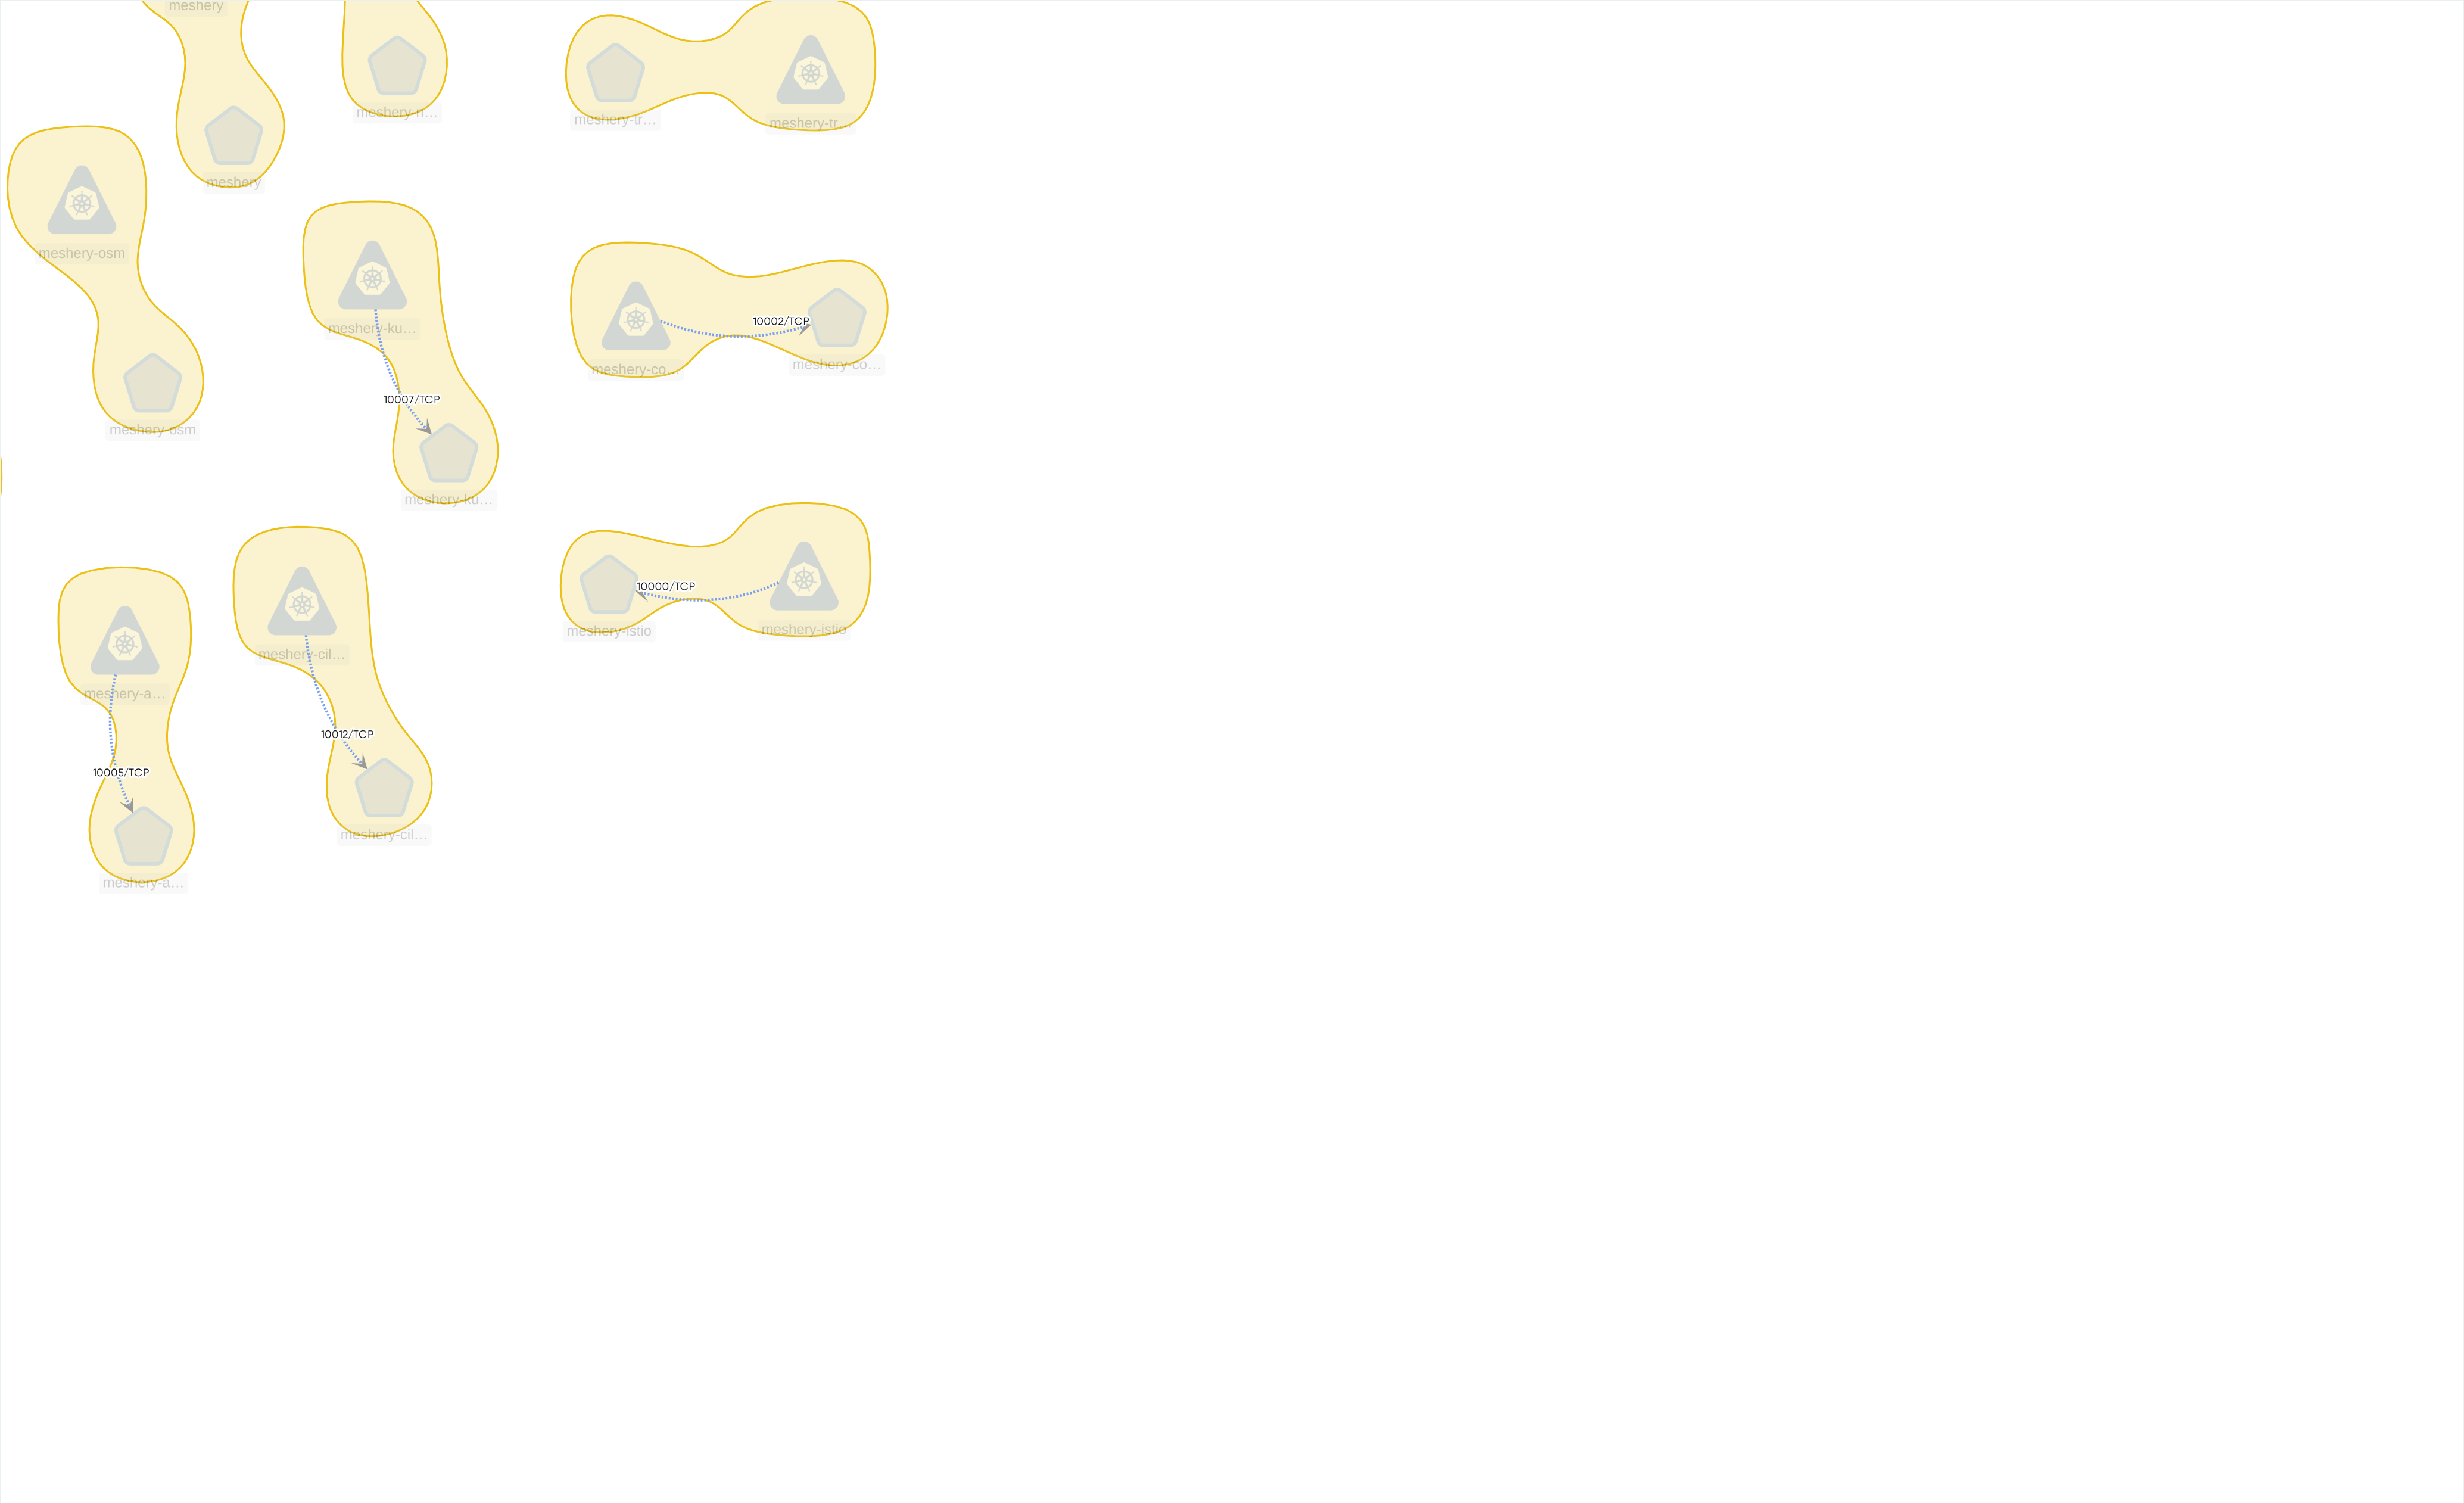 meshery
meshery-n…
meshery-tr…
meshery-tr…
meshery
meshery-osm
meshery-ku…
10002/TCP
meshery-co…
meshery-co…
10007/TCP
meshery-osm
meshery-ku…
10000/TCP
meshery-istio
meshery-istio
meshery-cil…
meshery-a…
10012/TCP
10005/TCP
meshery-cil…
meshery-a…